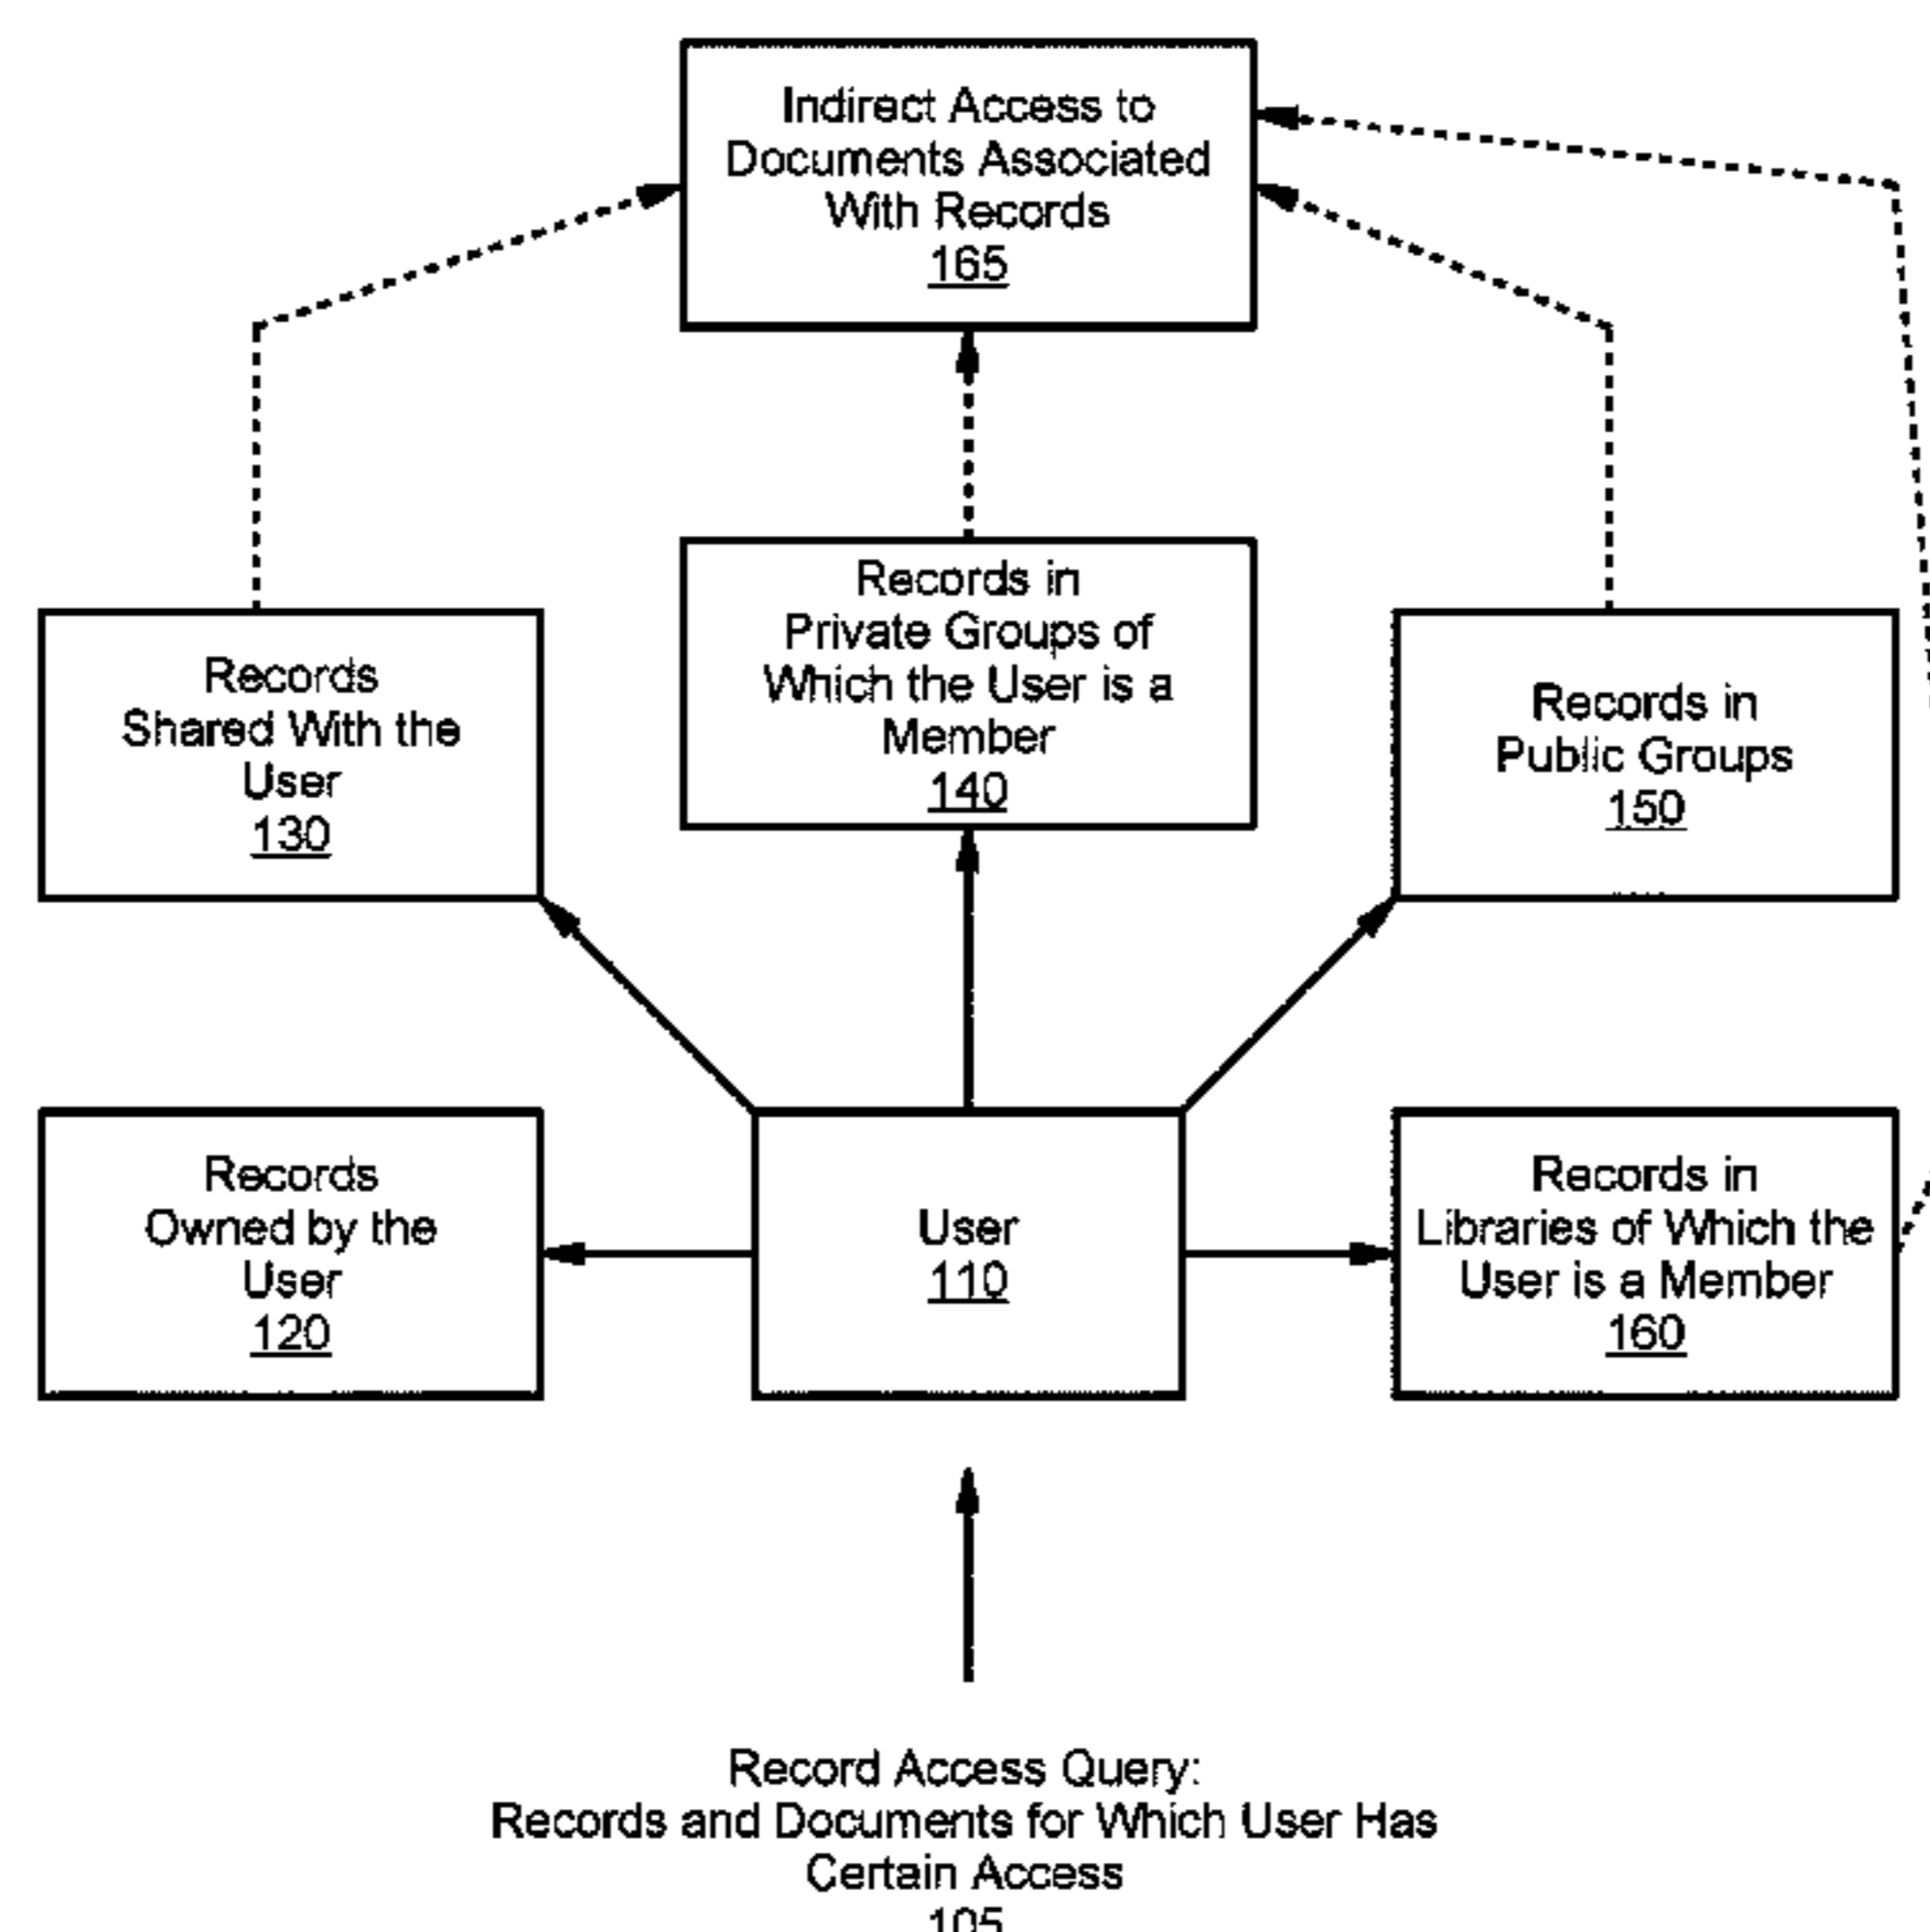 Indirect Access to
Documents Associated
With Records
165
Records
Shared With the
User
130
Records in
Private Groups of
Which the User is a
Member
140
Records in
Public Groups
150
Records
Owned by the
User
120
User
110
Records in
Libraries of Which the
User is a Member
160
Record Access Query:
Records and Documents for Which User Has
Certain Access
105